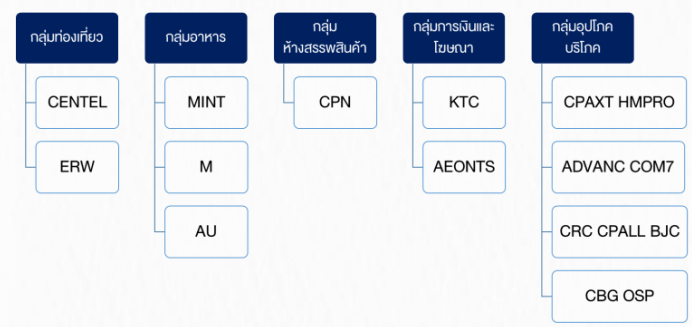 กลุ่มท่องเที่ยว
CENTEL
ERW
กลุ่มอาหาร
MINT
M
AU
กลุ่ม
ห้างสรรพสินค้า
CPN
กลุ่มการเงินและ
โฆษณา
KTC
AEONTS
กลุ่มอุปโภค
บริโภค
CPAXT HMPRO
ADVANC COM7
CRC CPALL BJC
CBG OSP